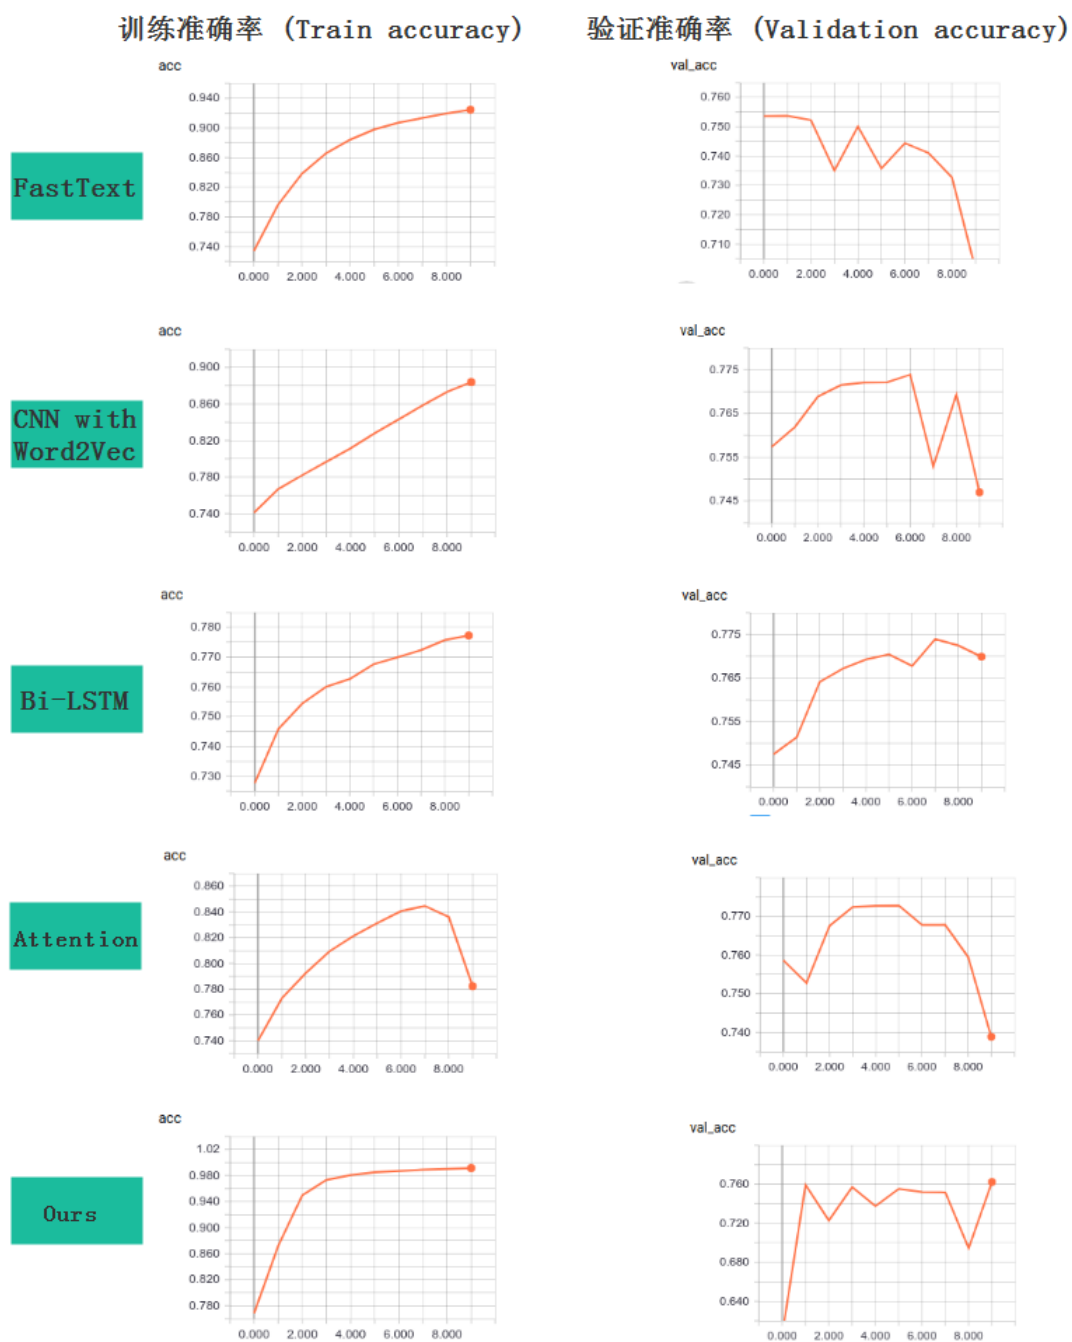 训练准确率 (Train accuracy)
验证准确率 (Validation accuracy)
FastText
acc
0.940
0.900
0.860
0.820
0.780
0.740
0.000 2.000 4.000 6.000 8.000
val_acc
0.760
0.750
0.740
0.730
0.720
0.710
0.000 2.000 4.000 6.000 8.000
CNN with
Word2Vec
acc
0.900
0.860
0.820
0.780
0.740
0.000 2.000 4.000 6.000 8.000
val_acc
0.775
0.765
0.755
0.745
0.000 2.000 4.000 6.000 8.000
Bi-LSTM
acc
0.780
0.770
0.760
0.750
0.740
0.730
0.000 2.000 4.000 6.000 8.000
val_acc
0.775
0.765
0.755
0.745
0.000 2.000 4.000 6.000 8.000
Attention
acc
0.860
0.840
0.820
0.800
0.780
0.760
0.740
0.000 2.000 4.000 6.000 8.000
val_acc
0.770
0.760
0.750
0.740
0.000 2.000 4.000 6.000 8.000
Ours
acc
1.02
0.980
0.940
0.900
0.860
0.820
0.780
0.000 2.000 4.000 6.000 8.000
val_acc
0.760
0.720
0.680
0.640
0.000 2.000 4.000 6.000 8.000